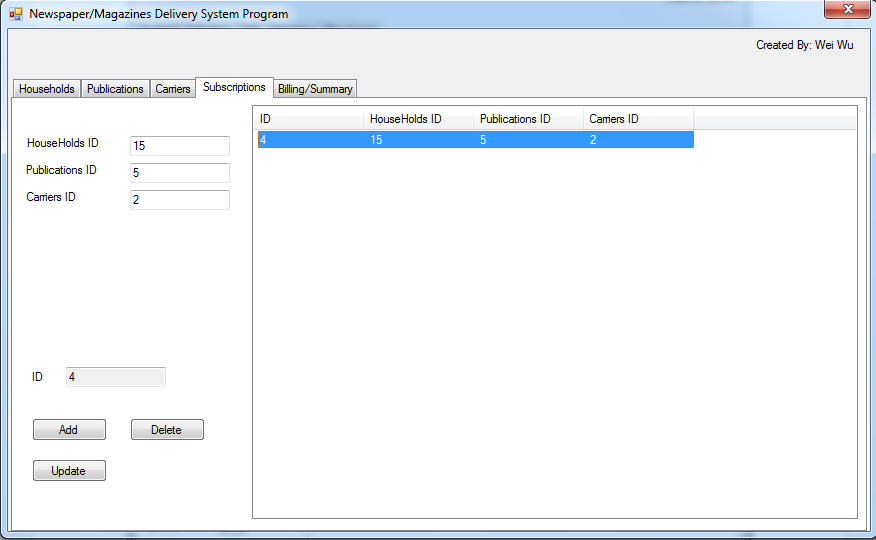 Newspaper/Magazines Delivery System Program
Created By: Wei Wu
Households Publications Carriers Subscriptions Billing/Summary
ID HouseHolds ID Publications ID Carriers ID
4 15 5 2
HouseHolds ID 15
Publications ID 5
Carriers ID 2
ID 4
Add Delete
Update